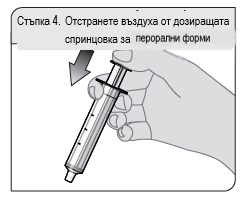 Стъпка 4. Отстранете въздуха от дозиращата
спринцовка за перорални форми